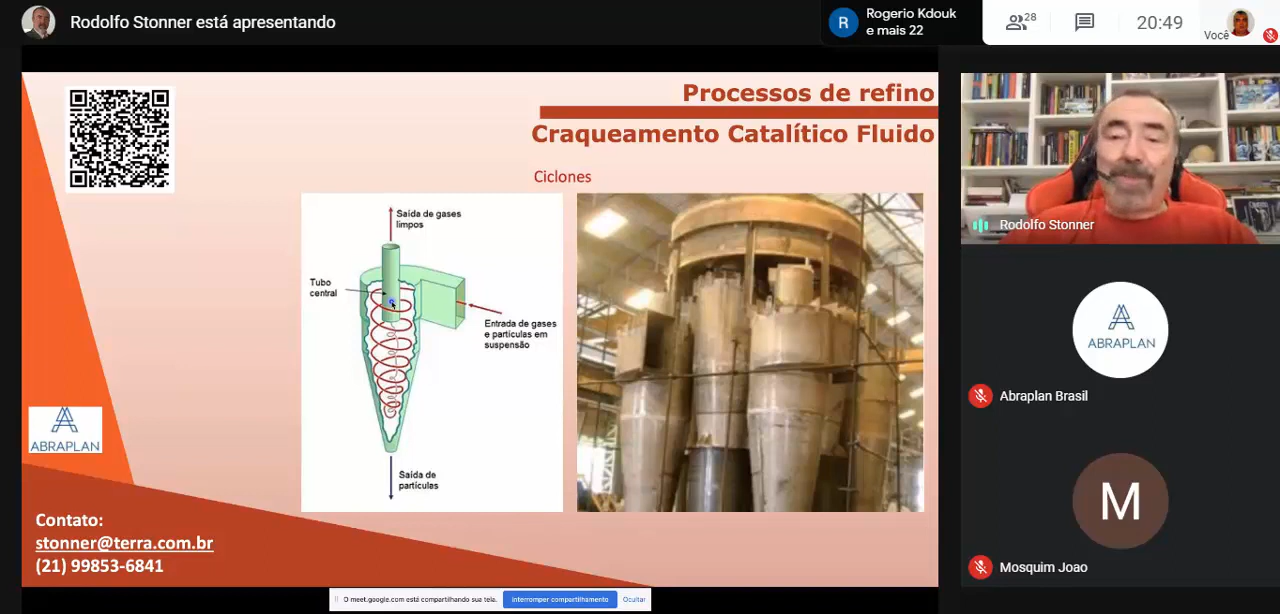 Rodolfo Stonner está apresentando
R
Rogerio Kdouk
e mais 22
28
20:49
Você
Processos de refino
Craqueamento Catalítico Fluido
Ciclones
Saída de gases
limpos
Tubo
central
Entrada de gases
e partículas em
suspensão
Saída de
partículas
ABRAPLAN
Contato:
stonner@terra.com.br
(21) 99853-6841
Rodolfo Stonner
ABRAPLAN
Abraplan Brasil
M
Mosquim Joao
O meet.google.com está compartilhando sua tela.
Interromper compartilhamento
Ocultar